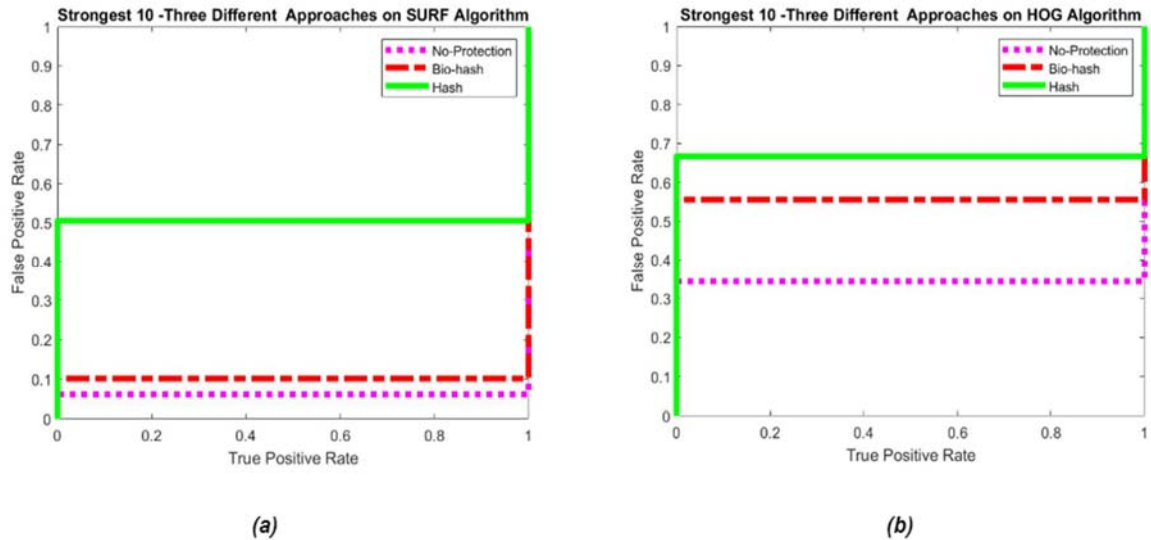 Strongest 10 -Three Different Approaches on SURF Algorithm
1
0.9
0.8
0.7
0.6
0.5
0.4
0.3
0.2
0.1
0
False Positive Rate
No-Protection
Bio-hash
Hash
0 0.2 0.4 0.6 0.8 1
True Positive Rate
(a)
Strongest 10 -Three Different Approaches on HOG Algorithm
1
0.9
0.8
0.7
0.6
0.5
0.4
0.3
0.2
0.1
0
False Positive Rate
No-Protection
Bio-hash
Hash
0 0.2 0.4 0.6 0.8 1
True Positive Rate
(b)